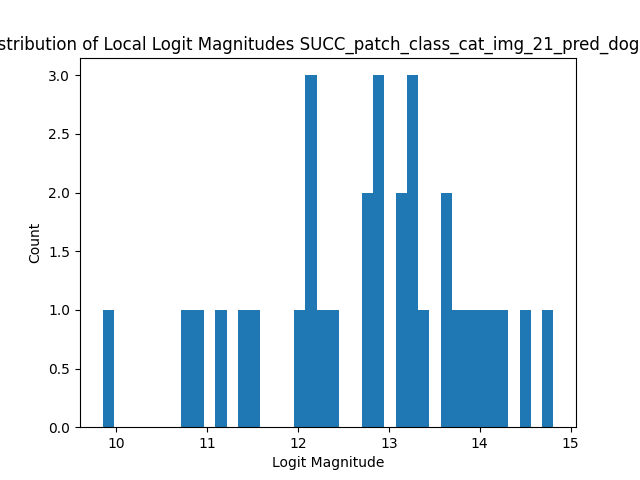 stribution of Local Logit Magnitudes SUCC_patch_class_cat_img_21_pred_dog
3.0
2.5
2.0
1.5
1.0
0.5
0.0
Count
10 11 12 13 14 15
Logit Magnitude